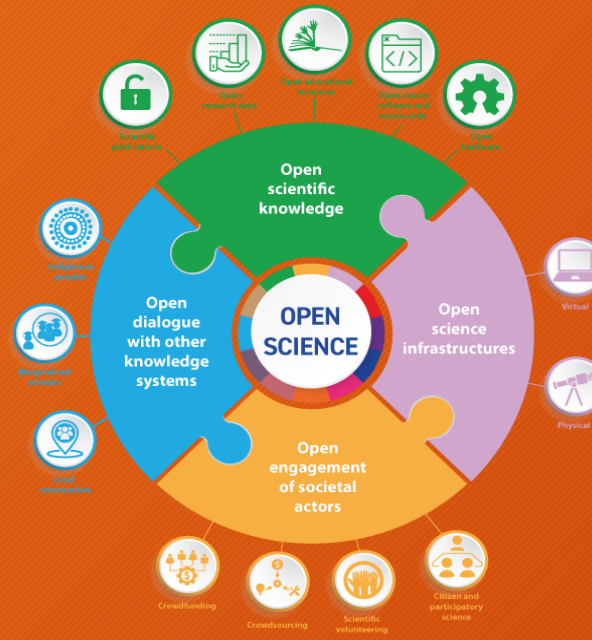 Open educational
resources
Open
research data
Open source
software and
source code
Scientific
publications
Open
hardware
Open
scientific
knowledge
Indigenous
peoples
Open
dialogue
with other
knowledge
systems
OPEN
SCIENCE
Open
science
infrastructures
Virtual
Marginalized
scholars
Physical
Local
communities
Open
engagement
of societal
actors
Crowdfunding
Crowdsourcing
Scientific
volunteering
Citizen and
participatory
science